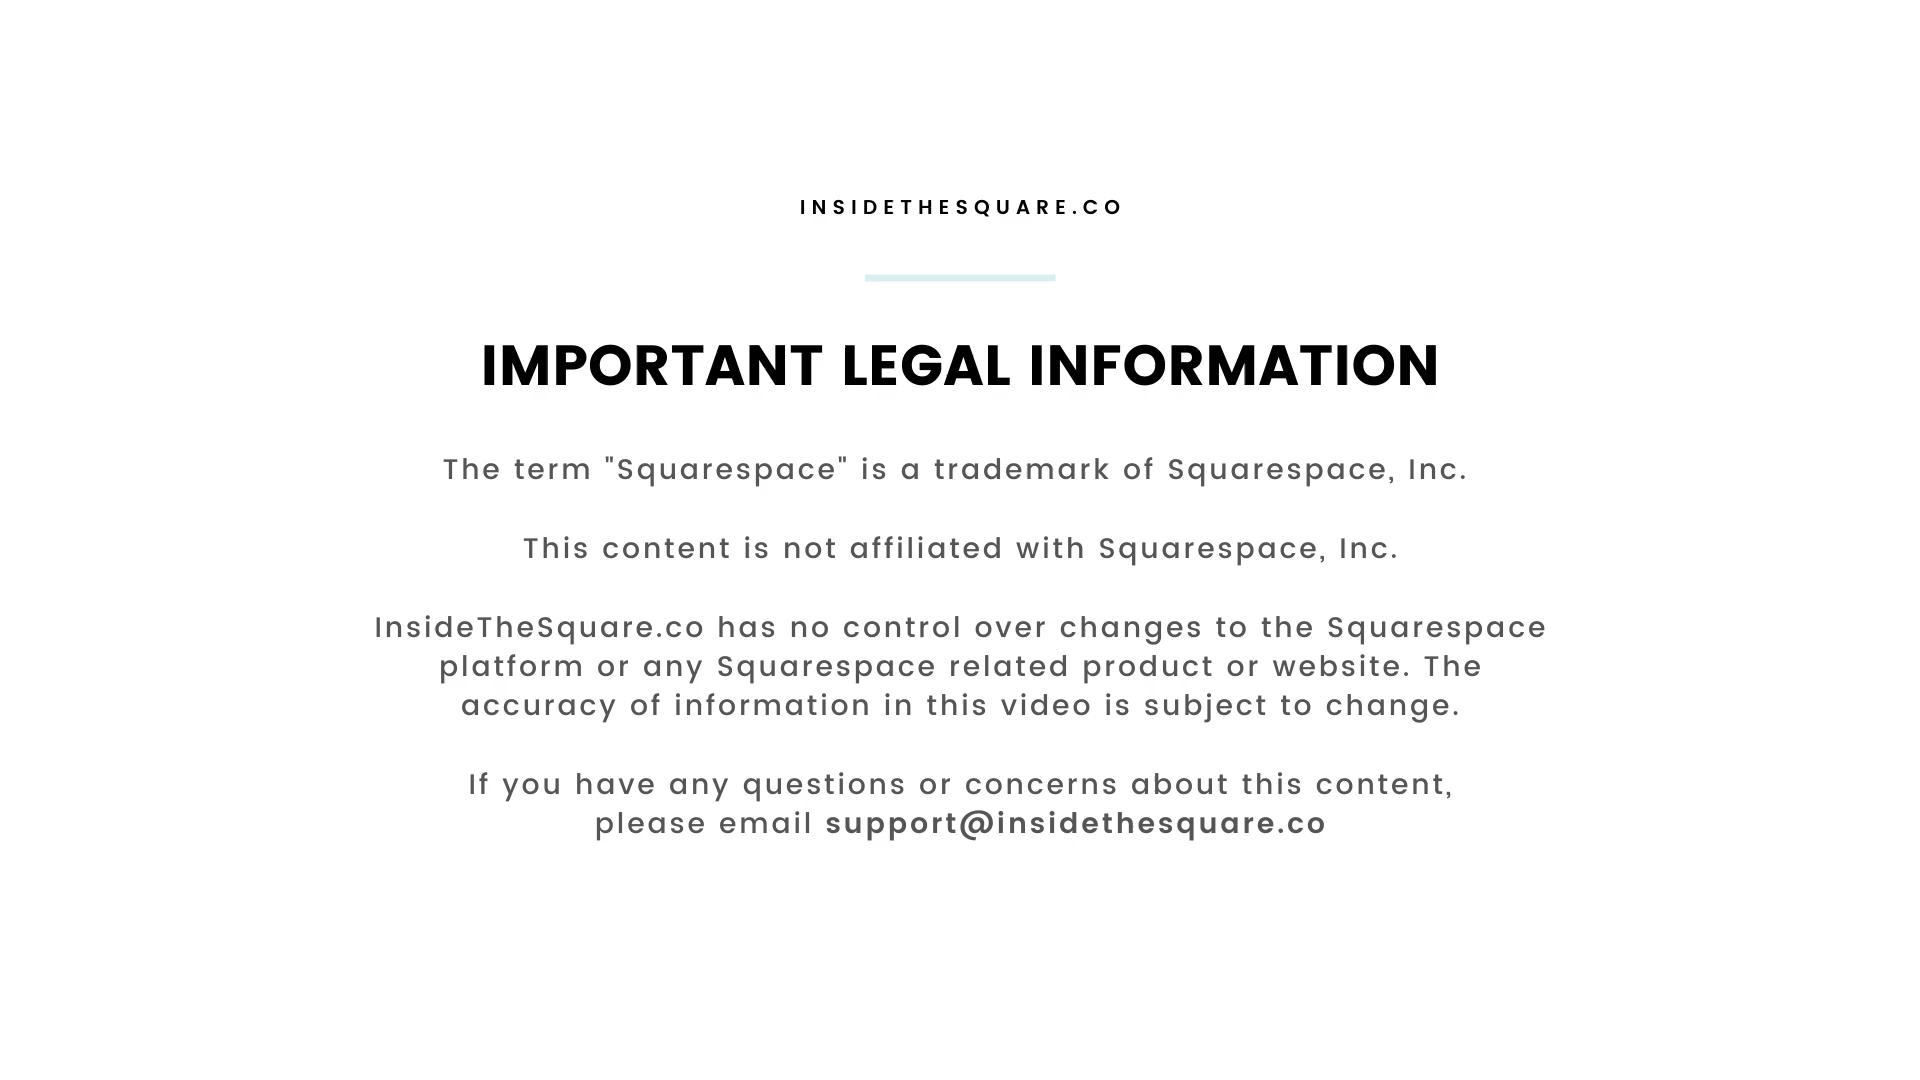 INSIDETHESQUARE.CO
IMPORTANT LEGAL INFORMATION
The term "Squarespace" is a trademark of Squarespace, Inc.
This content is not affiliated with Squarespace, Inc.
InsideTheSquare.co has no control over changes to the Squarespace
platform or any Squarespace related product or website. The
accuracy of information in this video is subject to change.
If you have any questions or concerns about this content,
please email support@insidethesquare.co